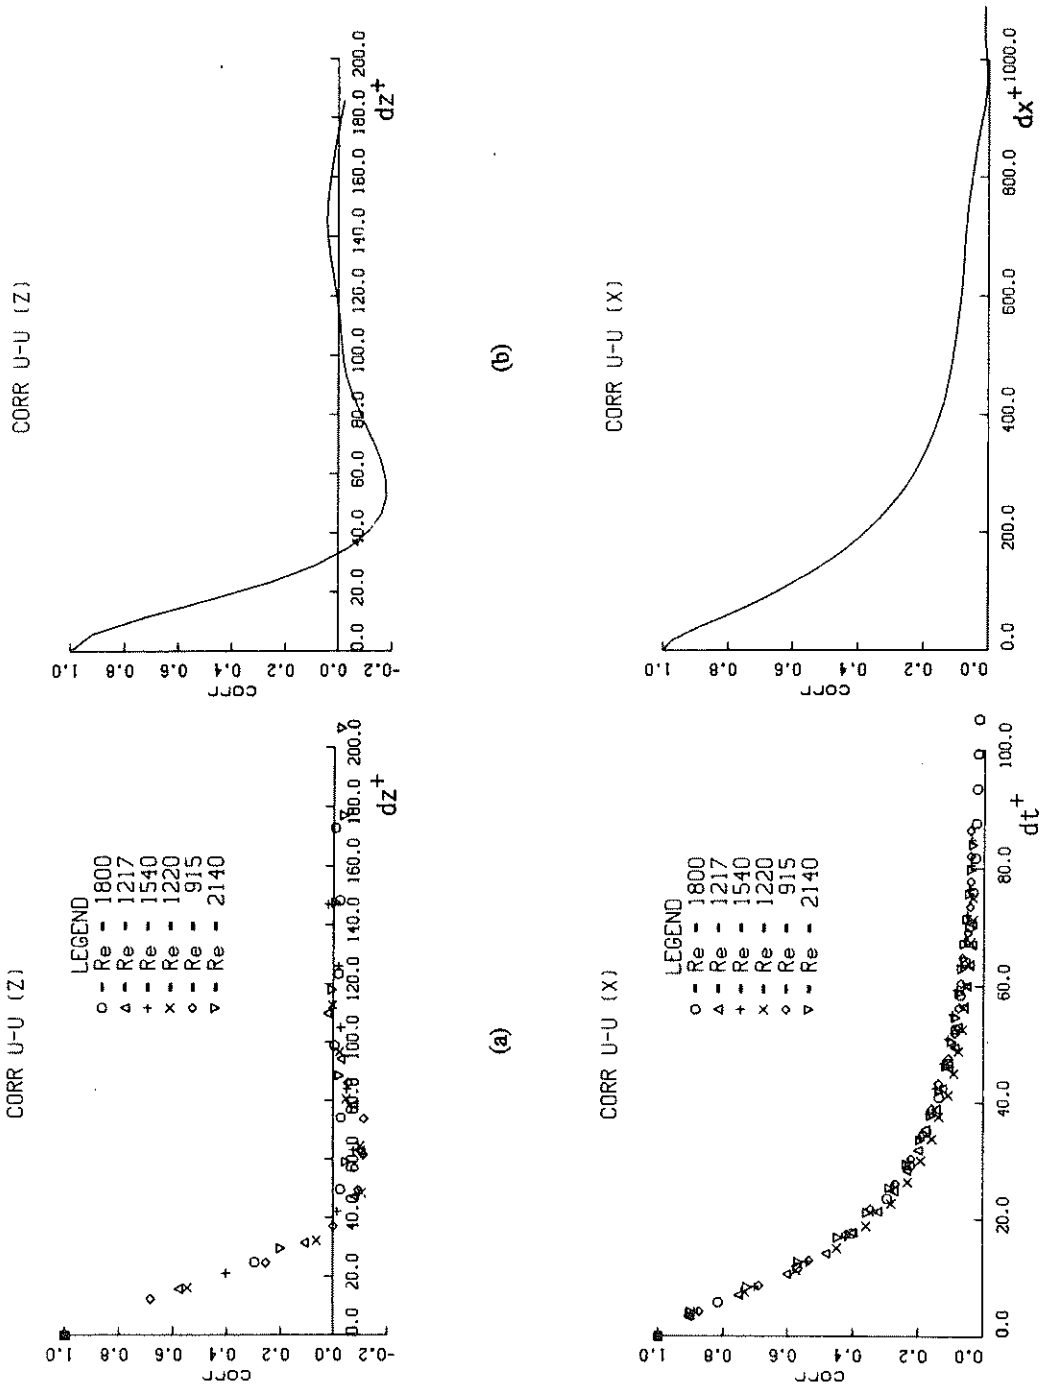 CORR U-U (Z)
LEGEND
O - Re - 1800
△ - Re - 1217
+ - Re - 1540
× - Re - 1220
◇ - Re - 915
▽ - Re - 2140
corr
1.0
0.8
0.6
0.4
0.2
0.0
-0.2
0.0 20.0 40.0 60.0 80.0 100.0 120.0 140.0 160.0 180.0 200.0
dz+
(a)
CORR U-U (Z)
corr
1.0
0.8
0.6
0.4
0.2
0.0
-0.2
0.0 20.0 40.0 60.0 80.0 100.0 120.0 140.0 160.0 180.0 200.0
dz+
(b)
CORR U-U (X)
LEGEND
O - Re - 1800
△ - Re - 1217
+ - Re - 1540
× - Re - 1220
◇ - Re - 915
▽ - Re - 2140
corr
1.0
0.8
0.6
0.4
0.2
0.0
0.0 20.0 40.0 60.0 80.0 100.0
dt+
CORR U-U (X)
corr
1.0
0.8
0.6
0.4
0.2
0.0
0.0 200.0 400.0 600.0 800.0 1000.0
dx+